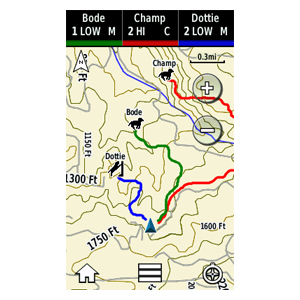 Bode
1 LOW M
Champ
2 HI C
Dottie
2 LOW M
N
Ft
0.3mi
Champ
+
Bode
−
1150 Ft
Dottie
1300 Ft
1750 Ft
1600 Ft